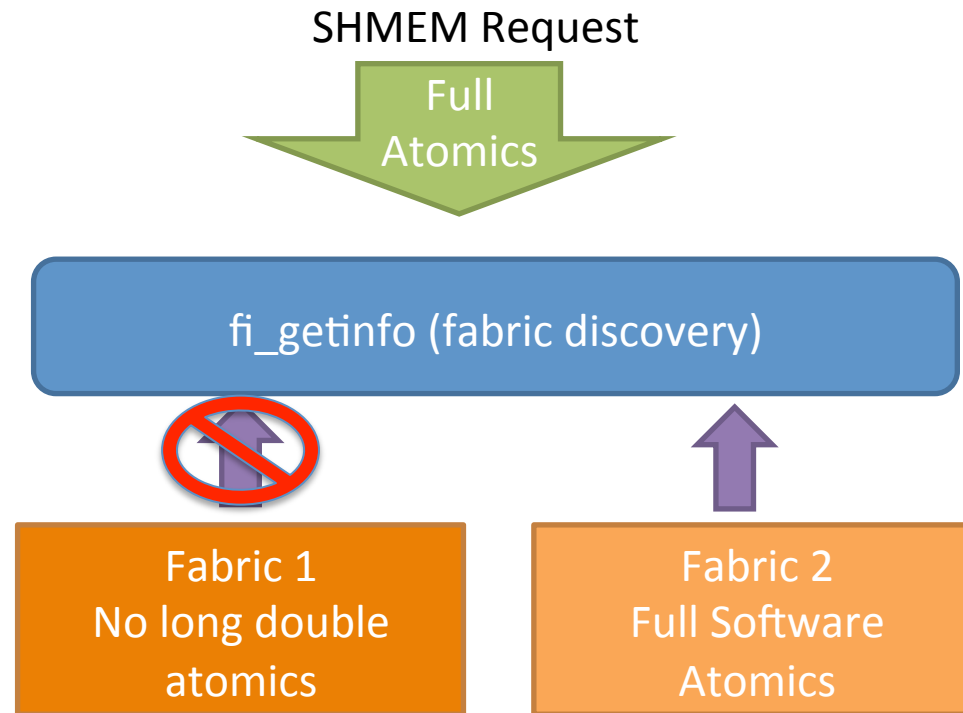 SHMEM Request
Full
Atomics
fi_getinfo (fabric discovery)
Fabric 1
No long double
atomics
Fabric 2
Full Software
Atomics